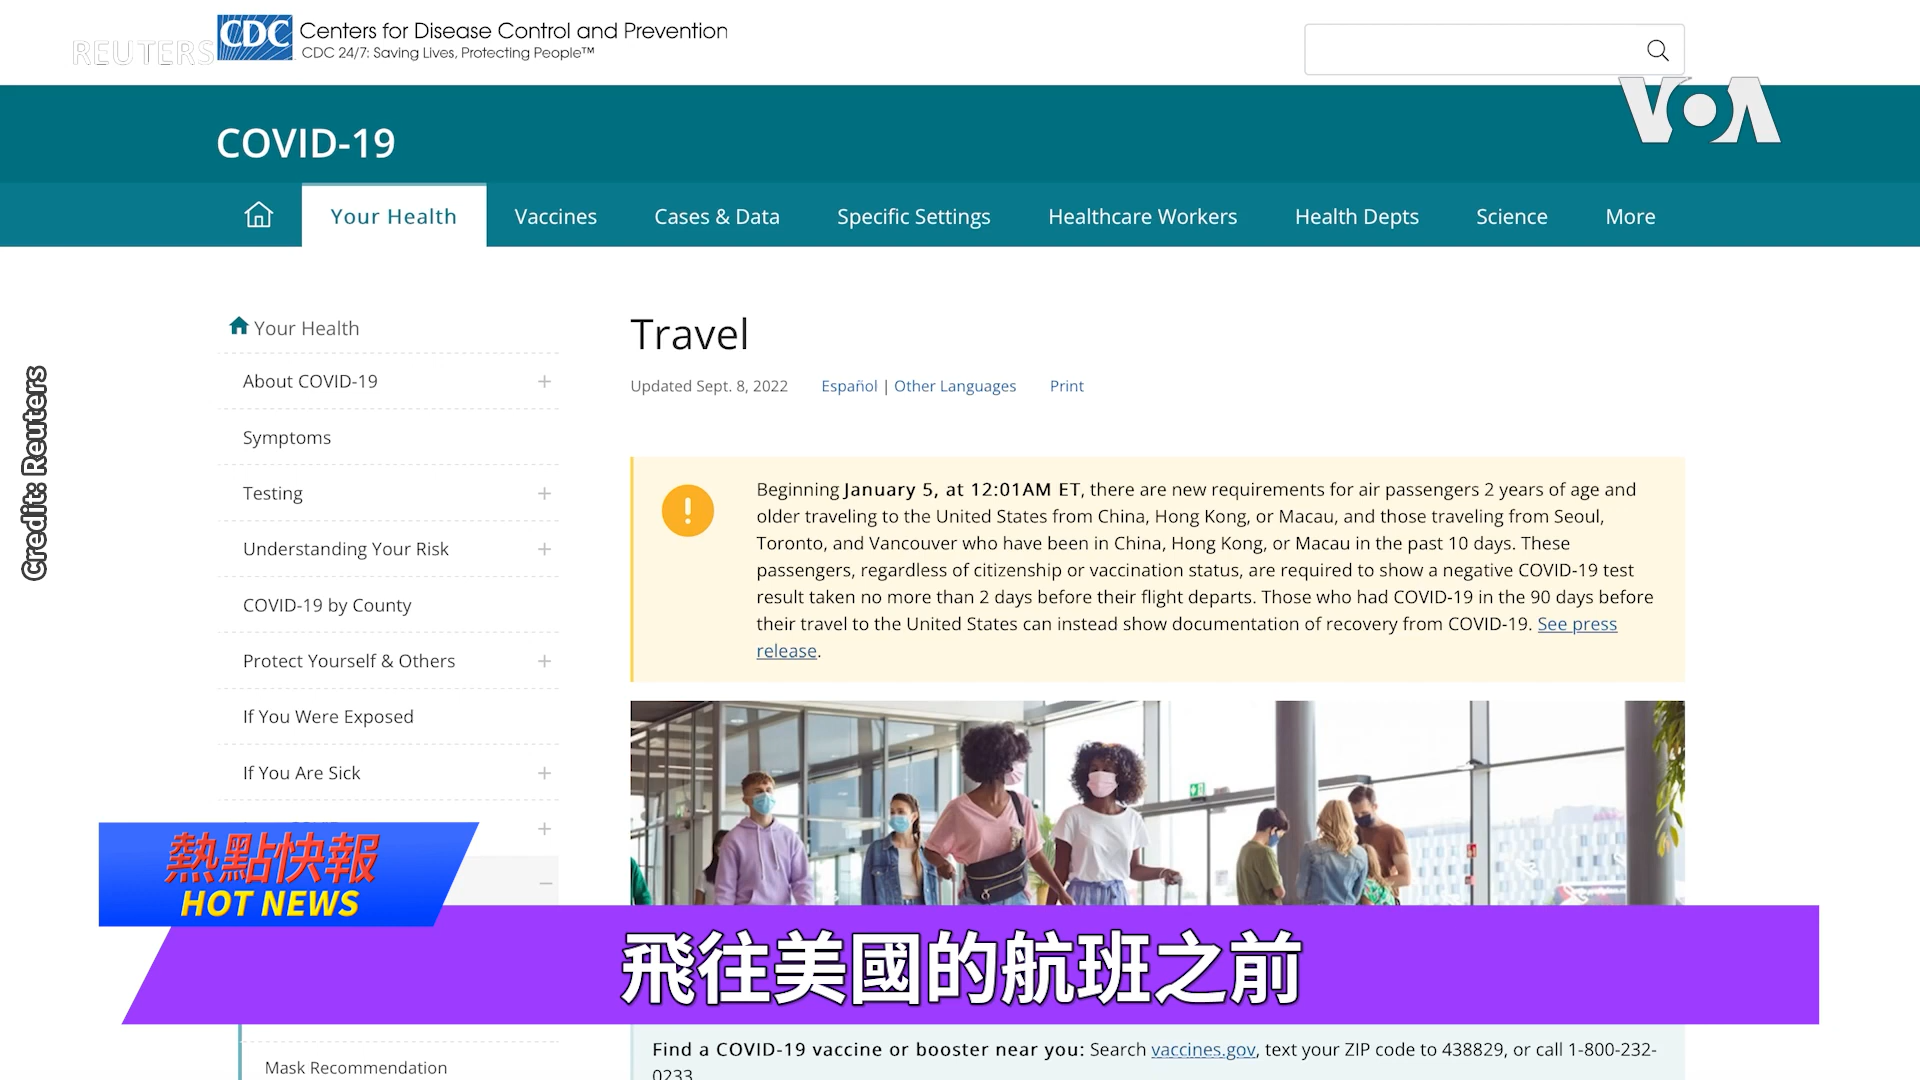 REUTERS
CDC
Centers for Disease Control and Prevention
CDC 24/7: Saving Lives, Protecting People™
VOA
COVID-19
Your Health
Vaccines
Cases & Data
Specific Settings
Healthcare Workers
Health Depts
Science
More
Credit: Reuters
Your Health
About COVID-19
Symptoms
Testing
Understanding Your Risk
COVID-19 by County
Protect Yourself & Others
If You Were Exposed
If You Are Sick
Travel
Updated Sept. 8, 2022
Español | Other Languages
Print
Beginning January 5, at 12:01AM ET, there are new requirements for air passengers 2 years of age and
older traveling to the United States from China, Hong Kong, or Macau, and those traveling from Seoul,
Toronto, and Vancouver who have been in China, Hong Kong, or Macau in the past 10 days. These
passengers, regardless of citizenship or vaccination status, are required to show a negative COVID-19 test
result taken no more than 2 days before their flight departs. Those who had COVID-19 in the 90 days before
their travel to the United States can instead show documentation of recovery from COVID-19. See press
release.
熱點快報
HOT NEWS
飛往美國的航班之前
Mask Recommendation
Find a COVID-19 vaccine or booster near you: Search vaccines.gov, text your ZIP code to 438829, or call 1-800-232-
0233